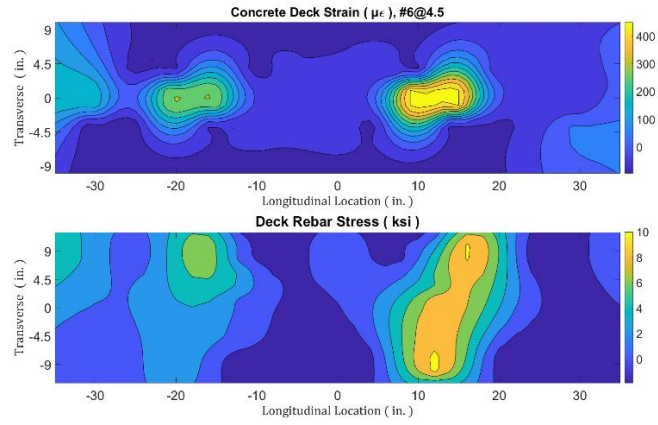 Concrete Deck Strain ( μϵ ), #6@4.5
Transverse ( in. )
9
4.5
0
-4.5
-9
-30 -20 -10 0 10 20 30
Longitudinal Location ( in. )
400
300
200
100
0
Deck Rebar Stress ( ksi )
Transverse ( in. )
9
4.5
0
-4.5
-9
-30 -20 -10 0 10 20 30
Longitudinal Location ( in. )
10
8
6
4
2
0